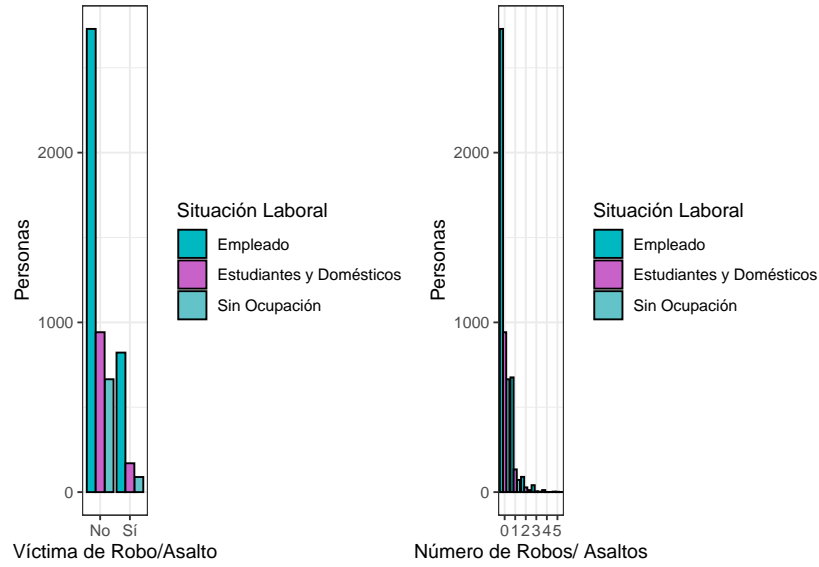 2000
1000
0
Personas
No Sí
Víctima de Robo/Asalto
Situación Laboral
Empleado
Estudiantes y Domésticos
Sin Ocupación
2000
1000
0
Personas
0 1 2 3 4 5
Número de Robos/ Asaltos
Situación Laboral
Empleado
Estudiantes y Domésticos
Sin Ocupación